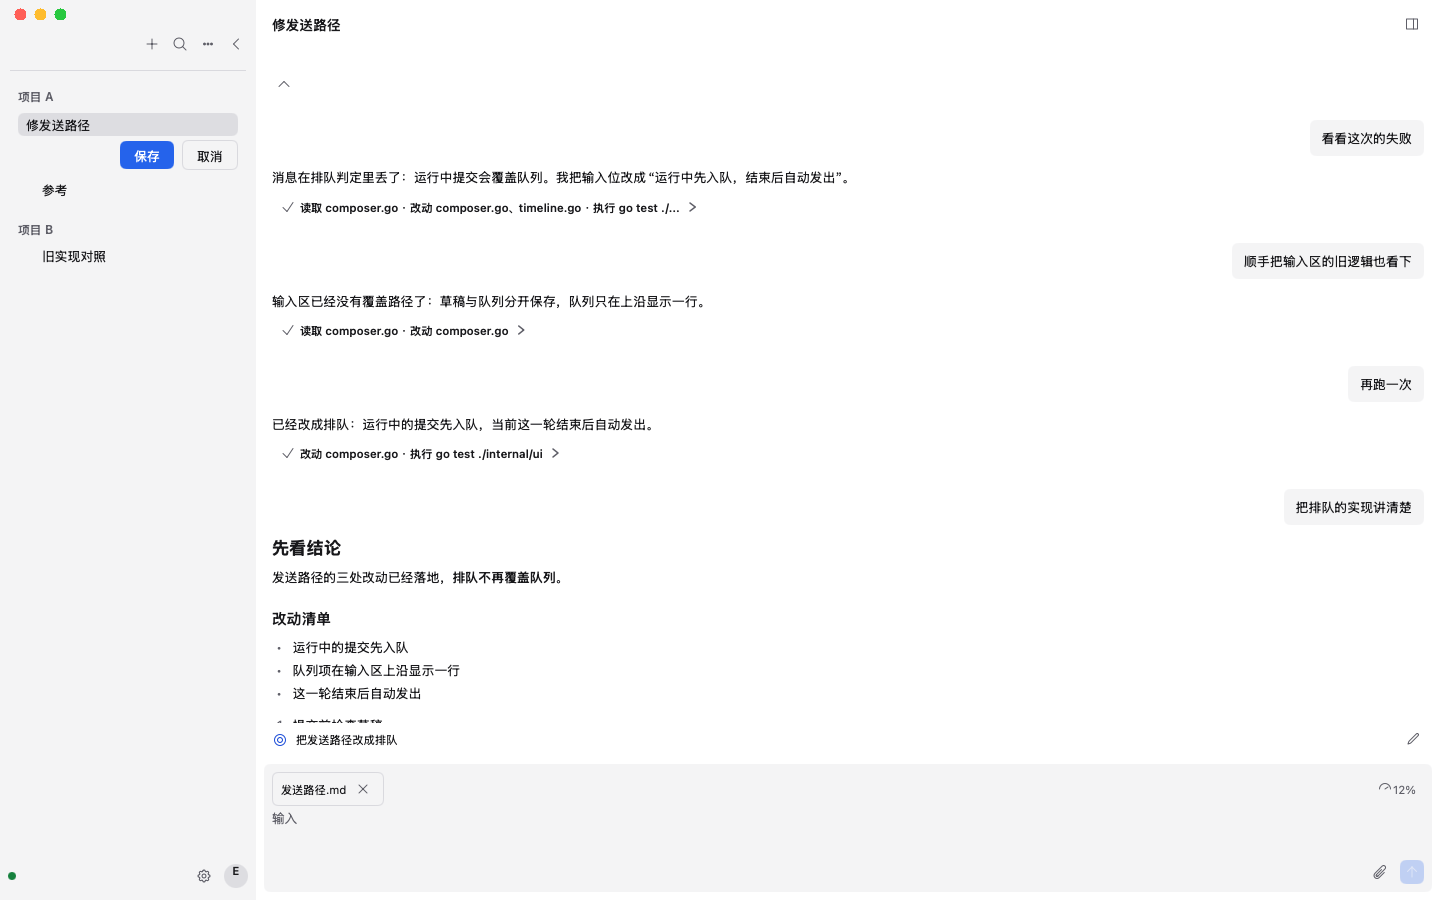 修发送路径
项目 A
修发送路径
保存
取消
参考
项目 B
旧实现对照
看看这次的失败
消息在排队判定里丢了：运行中提交会覆盖队列。我把输入位改成“运行中先入队，结束后自动发出”。
读取 composer.go · 改动 composer.go、timeline.go · 执行 go test ./...
顺手把输入区的旧逻辑也看下
输入区已经没有覆盖路径了：草稿与队列分开保存，队列只在上沿显示一行。
读取 composer.go · 改动 composer.go
再跑一次
已经改成排队：运行中的提交先入队，当前这一轮结束后自动发出。
改动 composer.go · 执行 go test ./internal/ui
把排队的实现讲清楚
先看结论
发送路径的三处改动已经落地，排队不再覆盖队列。
改动清单
• 运行中的提交先入队
• 队列项在输入区上沿显示一行
• 这一轮结束后自动发出
把发送路径改成排队
发送路径.md
12%
输入
E